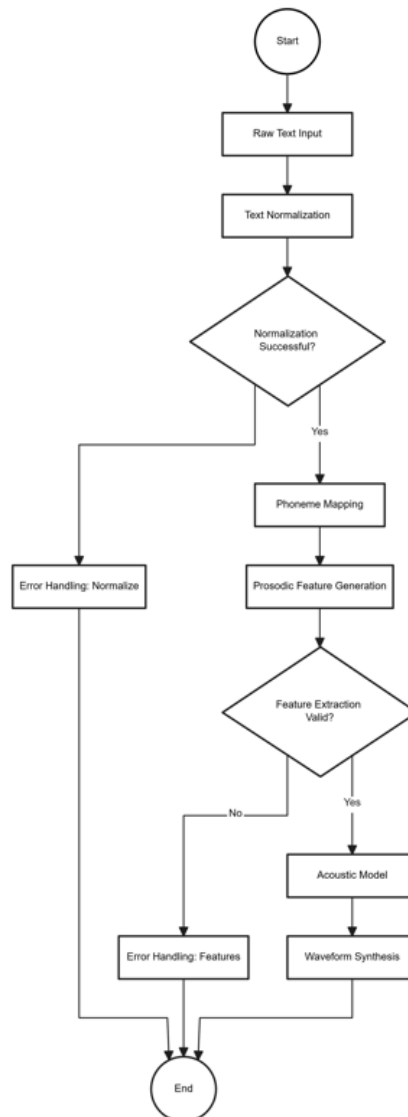 Start
Raw Text Input
Text Normalization
Normalization
Successful?
Yes
Phoneme Mapping
Error Handling: Normalize
Prosodic Feature Generation
Feature Extraction
Valid?
No
Yes
Acoustic Model
Error Handling: Features
Waveform Synthesis
End